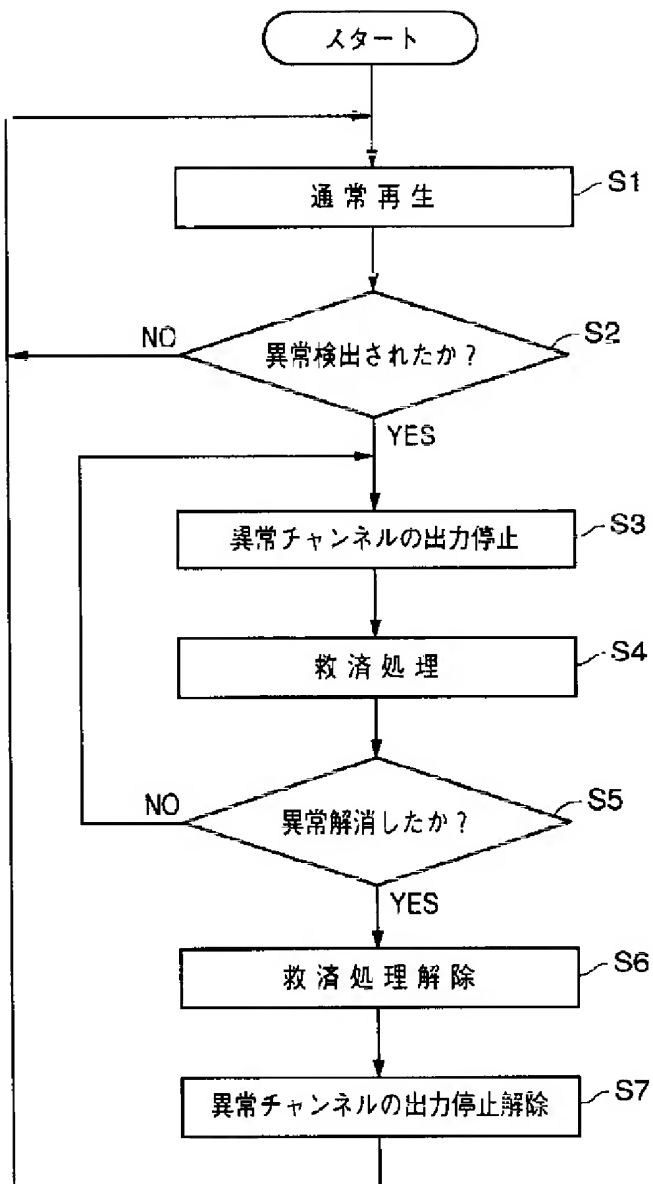 スタート
通常再生
S1
異常検出されたか?
S2
NO
YES
異常チャンネルの出力停止
S3
救済処理
S4
異常解消したか?
S5
NO
YES
救済処理解除
S6
異常チャンネルの出力停止解除
S7